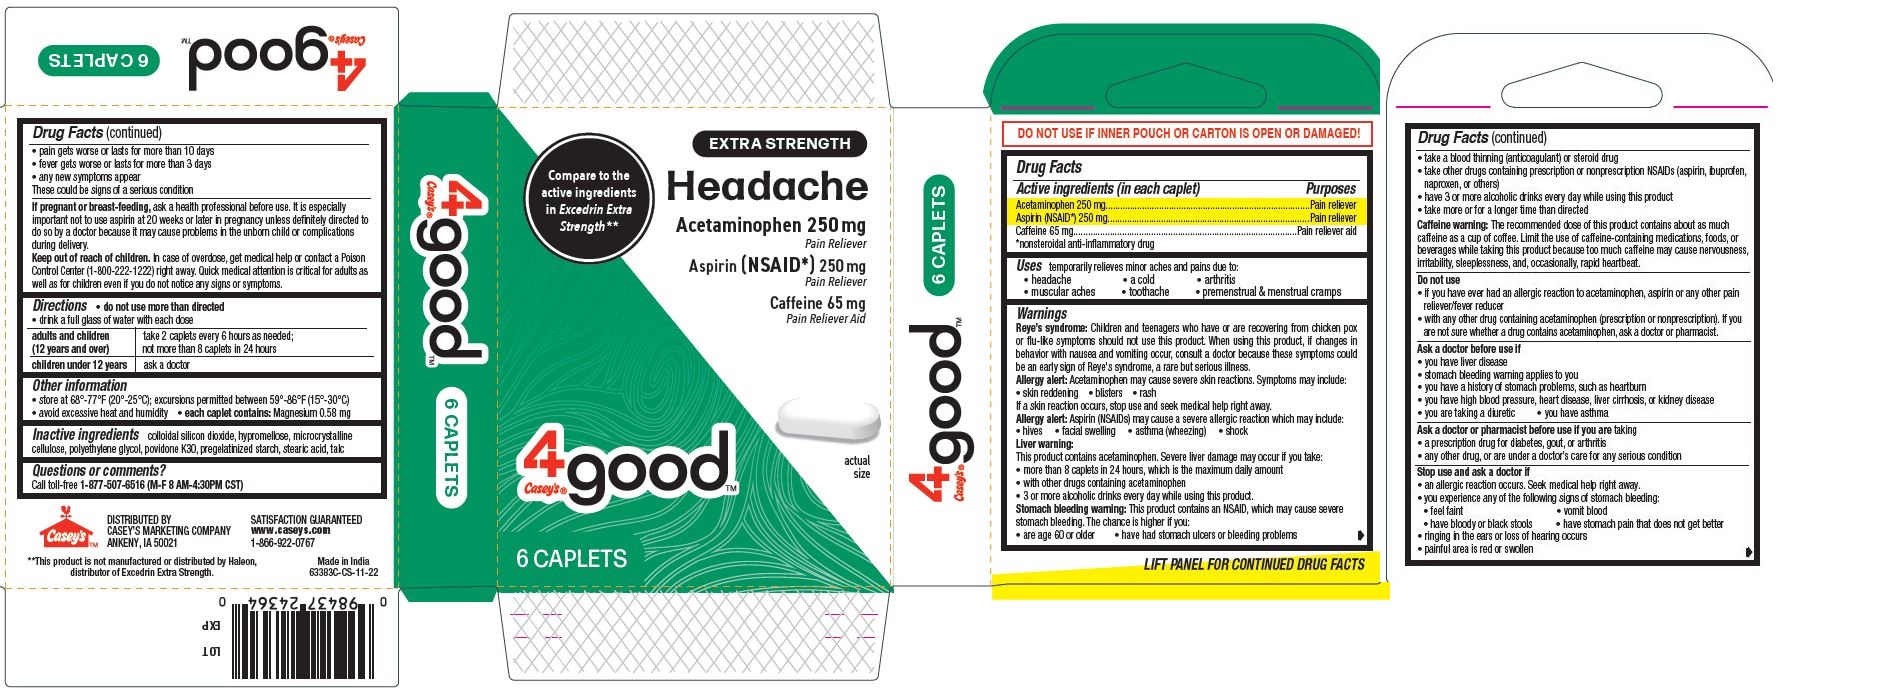 6 CAPLETS
4good™
Casey's
Drug Facts (continued)
• pain gets worse or lasts for more than 10 days
• fever gets worse or lasts for more than 3 days
• any new symptoms appear
These could be signs of a serious condition
If pregnant or breast-feeding, ask a health professional before use. It is especially
important not to use aspirin at 20 weeks or later in pregnancy unless definitely directed to
do so by a doctor because it may cause problems in the unborn child or complications
during delivery.
Keep out of reach of children. In case of overdose, get medical help or contact a Poison
Control Center (1-800-222-1222) right away. Quick medical attention is critical for adults as
well as for children even if you do not notice any signs or symptoms.
Directions • do not use more than directed
• drink a full glass of water with each dose
adults and children take 2 caplets every 6 hours as needed;
(12 years and over) not more than 8 caplets in 24 hours
children under 12 years ask a doctor
Other information
• store at 68°-77°F (20°-25°C); excursions permitted between 59°-86°F (15°-30°C)
• avoid excessive heat and humidity • each caplet contains: Magnesium 0.58 mg
Inactive ingredients colloidal silicon dioxide, hypromellose, microcrystalline
cellulose, polyethylene glycol, povidone K30, pregelatinized starch, stearic acid, talc
Questions or comments?
Call toll-free 1-877-507-6516 (M-F 8 AM-4:30PM CST)
Casey's™
DISTRIBUTED BY
CASEY'S MARKETING COMPANY
ANKENY, IA 50021
SATISFACTION GUARANTEED
www.caseys.com
1-866-922-0767
**This product is not manufactured or distributed by Haleon,
distributor of Excedrin Extra Strength.
Made in India
63383C-CS-11-22
0 98437 24364 0
EXP
LOT
4good™
Casey's®
6 CAPLETS
Compare to the
active ingredients
in Excedrin Extra
Strength**
EXTRA STRENGTH
Headache
Acetaminophen 250 mg
Pain Reliever
Aspirin (NSAID*) 250 mg
Pain Reliever
Caffeine 65 mg
Pain Reliever Aid
4good™
Casey's®
actual
size
6 CAPLETS
6 CAPLETS
4good™
Casey's®
DO NOT USE IF INNER POUCH OR CARTON IS OPEN OR DAMAGED!
Drug Facts
Active ingredients (in each caplet) Purposes
Acetaminophen 250 mg....Pain reliever
Aspirin (NSAID*) 250 mg....Pain reliever
Caffeine 65 mg....Pain reliever aid
*nonsteroidal anti-inflammatory drug
Uses temporarily relieves minor aches and pains due to:
• headache • a cold • arthritis
• muscular aches • toothache • premenstrual & menstrual cramps
Warnings
Reye's syndrome: Children and teenagers who have or are recovering from chicken pox
or flu-like symptoms should not use this product. When using this product, if changes in
behavior with nausea and vomiting occur, consult a doctor because these symptoms could
be an early sign of Reye's syndrome, a rare but serious illness.
Allergy alert: Acetaminophen may cause severe skin reactions. Symptoms may include:
• skin reddening • blisters • rash
If a skin reaction occurs, stop use and seek medical help right away.
Allergy alert: Aspirin (NSAIDs) may cause a severe allergic reaction which may include:
• hives • facial swelling • asthma (wheezing) • shock
Liver warning:
This product contains acetaminophen. Severe liver damage may occur if you take:
• more than 8 caplets in 24 hours, which is the maximum daily amount
• with other drugs containing acetaminophen
• 3 or more alcoholic drinks every day while using this product.
Stomach bleeding warning: This product contains an NSAID, which may cause severe
stomach bleeding. The chance is higher if you:
• are age 60 or older • have had stomach ulcers or bleeding problems
LIFT PANEL FOR CONTINUED DRUG FACTS
Drug Facts (continued)
• take a blood thinning (anticoagulant) or steroid drug
• take other drugs containing prescription or nonprescription NSAIDs (aspirin, ibuprofen,
naproxen, or others)
• have 3 or more alcoholic drinks every day while using this product
• take more or for a longer time than directed
Caffeine warning: The recommended dose of this product contains about as much
caffeine as a cup of coffee. Limit the use of caffeine-containing medications, foods, or
beverages while taking this product because too much caffeine may cause nervousness,
irritability, sleeplessness, and, occasionally, rapid heartbeat.
Do not use
• if you have ever had an allergic reaction to acetaminophen, aspirin or any other pain
reliever/fever reducer
• with any other drug containing acetaminophen (prescription or nonprescription). If you
are not sure whether a drug contains acetaminophen, ask a doctor or pharmacist.
Ask a doctor before use if
• you have liver disease
• stomach bleeding warning applies to you
• you have a history of stomach problems, such as heartburn
• you have high blood pressure, heart disease, liver cirrhosis, or kidney disease
• you are taking a diuretic • you have asthma
Ask a doctor or pharmacist before use if you are taking
• a prescription drug for diabetes, gout, or arthritis
• any other drug, or are under a doctor's care for any serious condition
Stop use and ask a doctor if
• an allergic reaction occurs. Seek medical help right away.
• you experience any of the following signs of stomach bleeding:
• feel faint • vomit blood
• have bloody or black stools • have stomach pain that does not get better
• ringing in the ears or loss of hearing occurs
• painful area is red or swollen